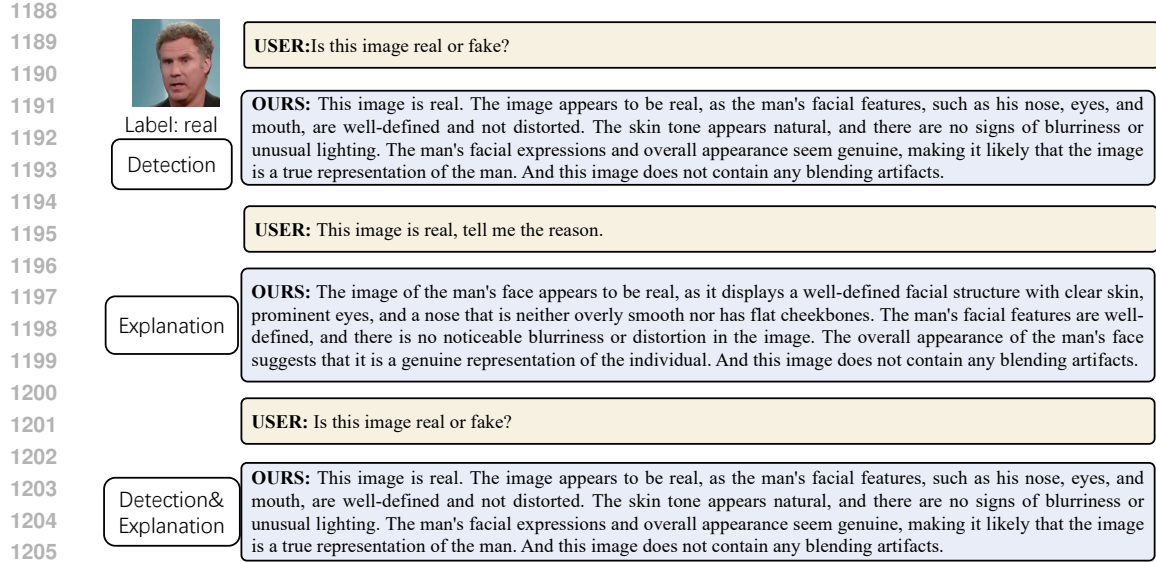 1188
1189
1190
1191
1192
1193
1194
1195
1196
1197
1198
1199
1200
1201
1202
1203
1204
1205
Label: real
Detection
USER:Is this image real or fake?
OURS: This image is real. The image appears to be real, as the man's facial features, such as his nose, eyes, and
mouth, are well-defined and not distorted. The skin tone appears natural, and there are no signs of blurriness or
unusual lighting. The man's facial expressions and overall appearance seem genuine, making it likely that the image
is a true representation of the man. And this image does not contain any blending artifacts.
USER: This image is real, tell me the reason.
Explanation
OURS: The image of the man's face appears to be real, as it displays a well-defined facial structure with clear skin,
prominent eyes, and a nose that is neither overly smooth nor has flat cheekbones. The man's facial features are well-
defined, and there is no noticeable blurriness or distortion in the image. The overall appearance of the man's face
suggests that it is a genuine representation of the individual. And this image does not contain any blending artifacts.
USER: Is this image real or fake?
Detection&
Explanation
OURS: This image is real. The image appears to be real, as the man's facial features, such as his nose, eyes, and
mouth, are well-defined and not distorted. The skin tone appears natural, and there are no signs of blurriness or
unusual lighting. The man's facial expressions and overall appearance seem genuine, making it likely that the image
is a true representation of the man. And this image does not contain any blending artifacts.